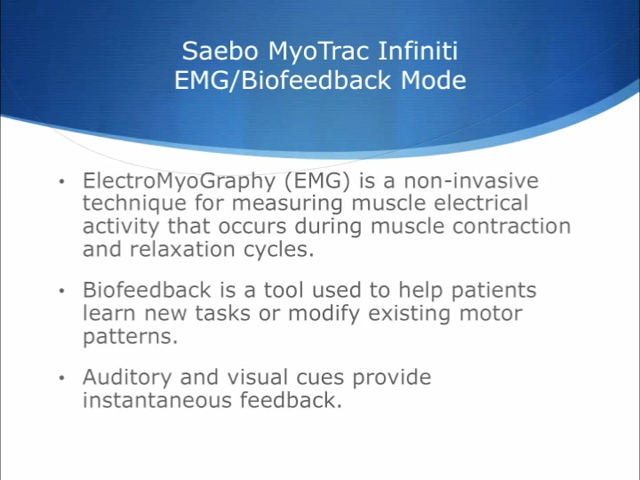 Saebo MyoTrac Infiniti
EMG/Biofeedback Mode
• ElectroMyoGraphy (EMG) is a non-invasive
technique for measuring muscle electrical
activity that occurs during muscle contraction
and relaxation cycles.
• Biofeedback is a tool used to help patients
learn new tasks or modify existing motor
patterns.
• Auditory and visual cues provide
instantaneous feedback.